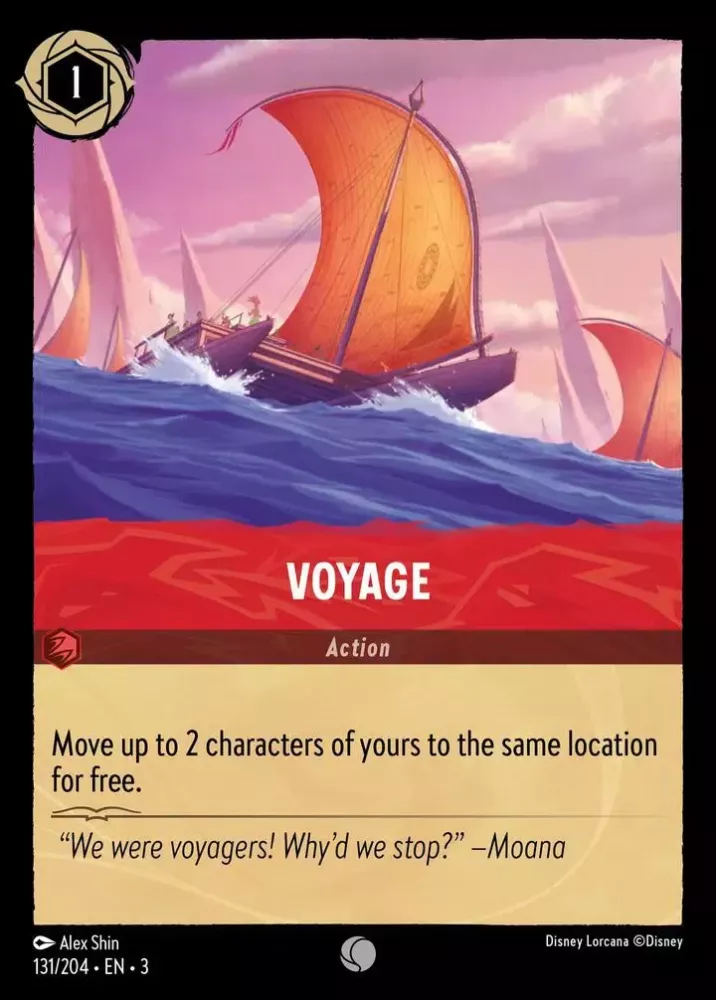 1
VOYAGE
Action
Move up to 2 characters of yours to the same location
for free.
“We were voyagers! Why’d we stop?” –Moana
Alex Shin
Disney Lorcana ©Disney
131/204 • EN • 3